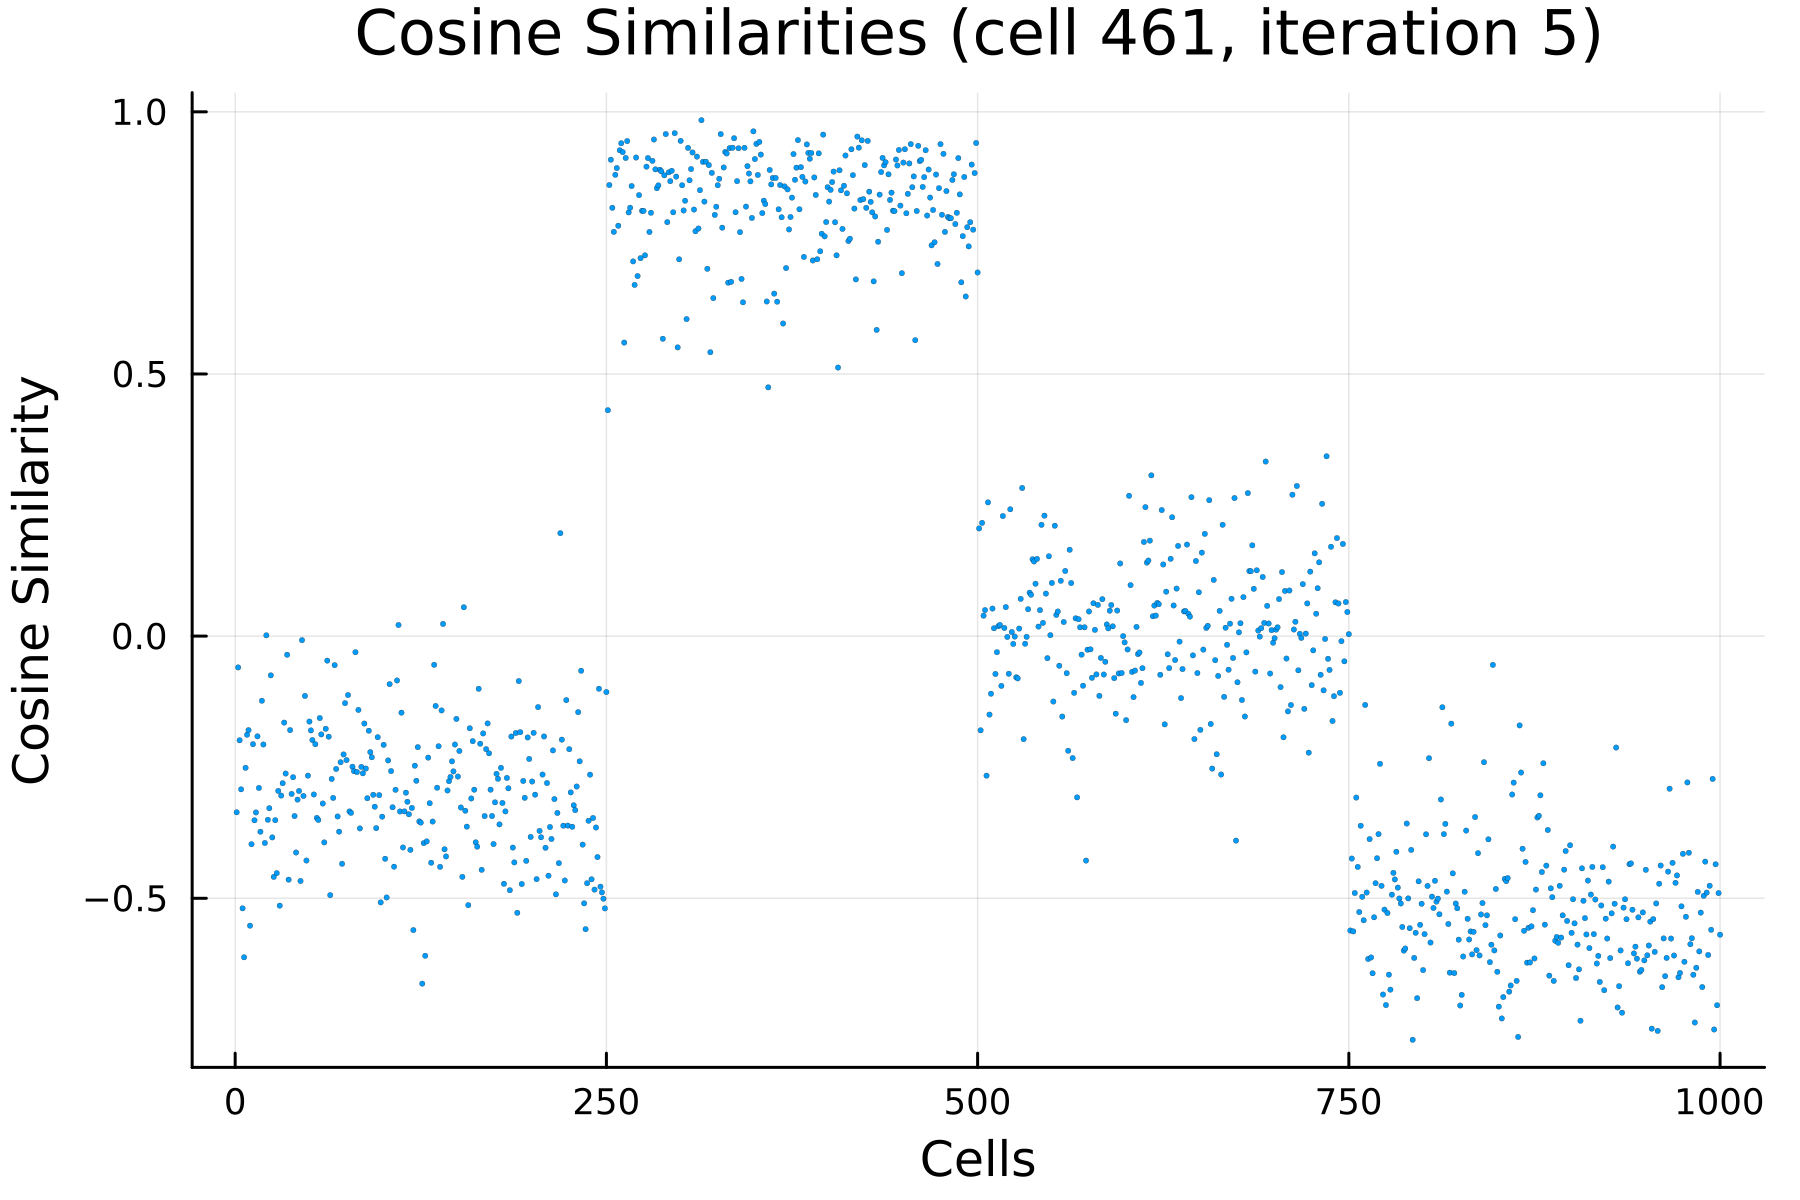 Cosine Similarities (cell 461, iteration 5)
1.0
0.5
0.0
−0.5
Cosine Similarity
0 250 500 750 1000
Cells